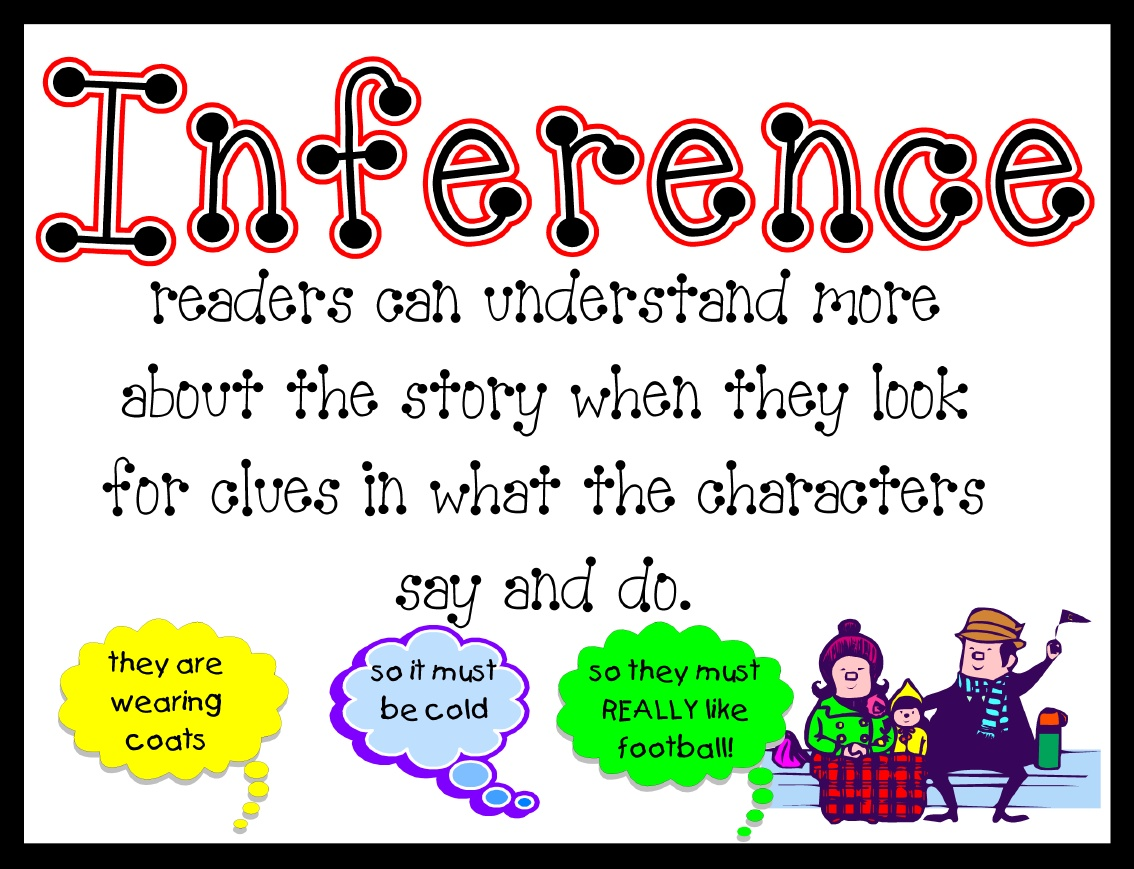 Inference
readers can understand more
about the story when they look
for clues in what the characters
say and do.
they are
wearing
coats
so it must
be cold
so they must
REALLY like
football!